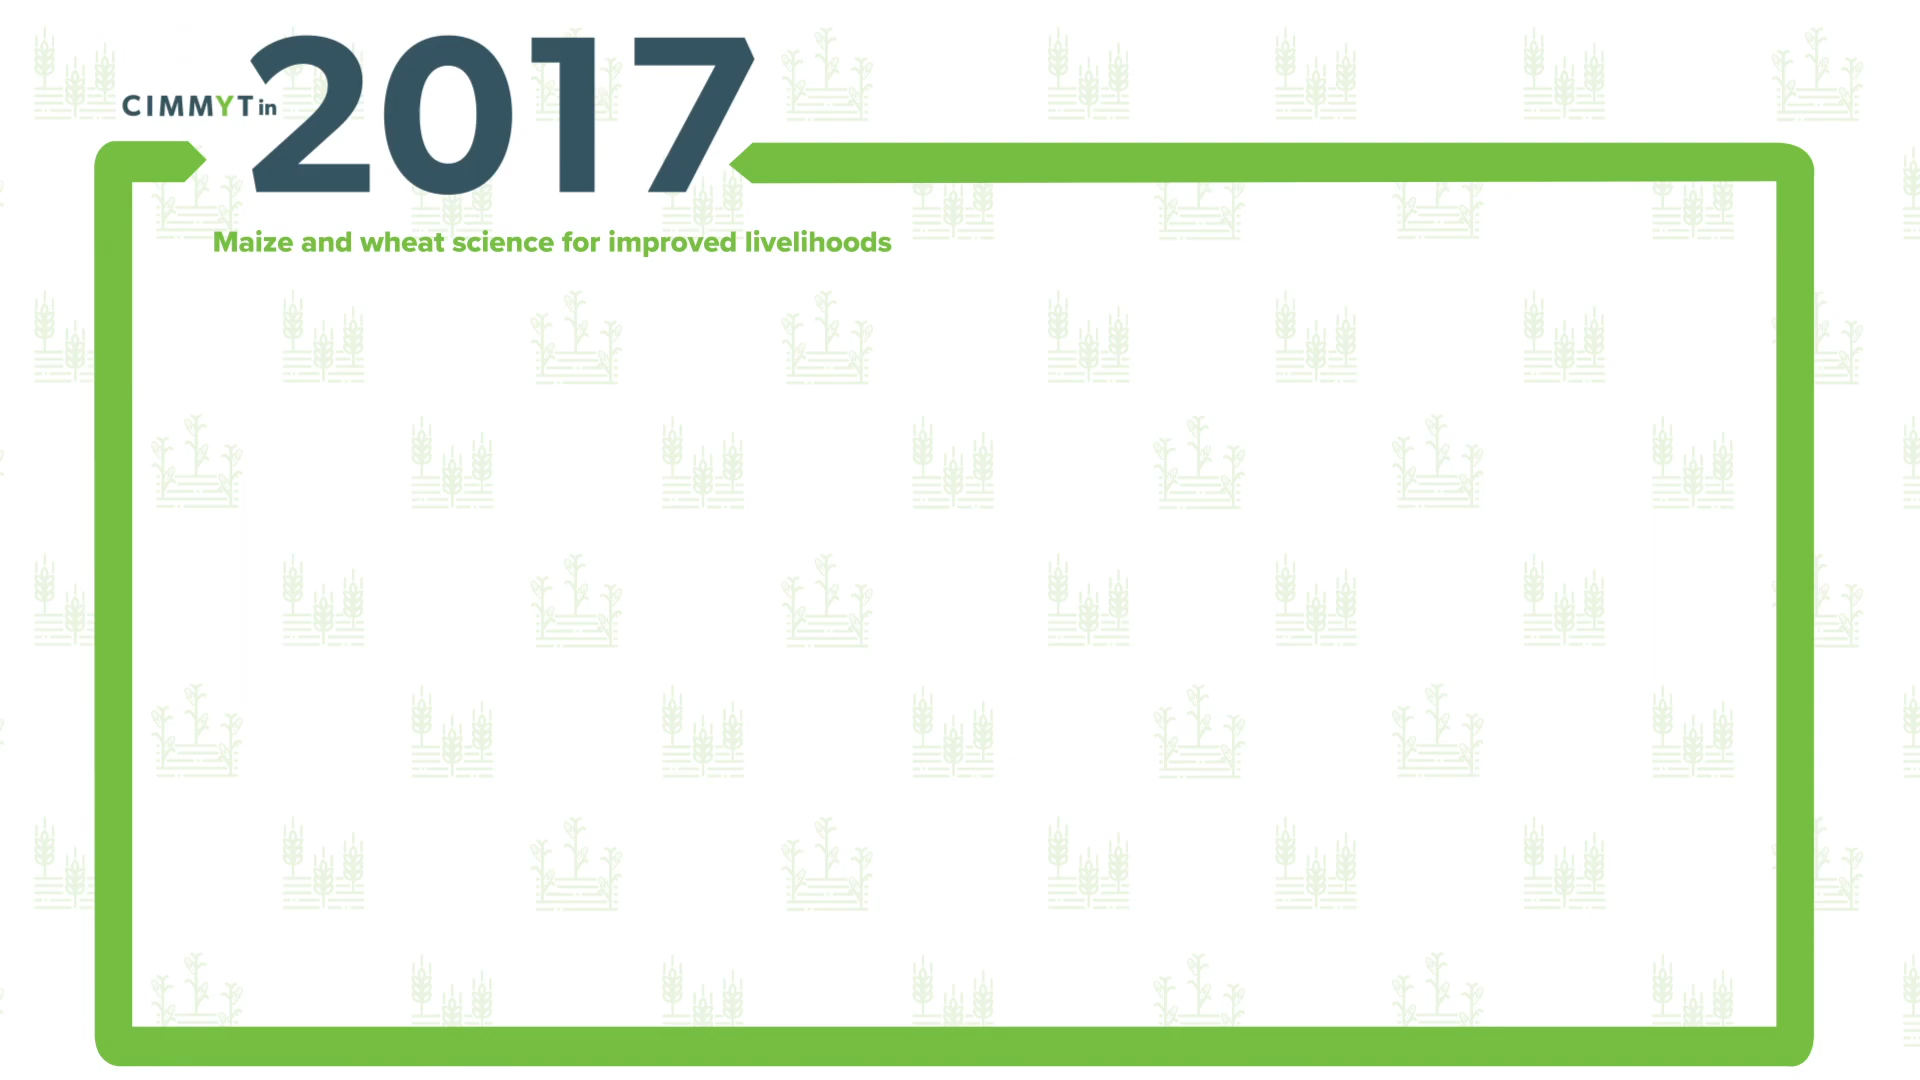 CIMMYT in 2017
Maize and wheat science for improved livelihoods